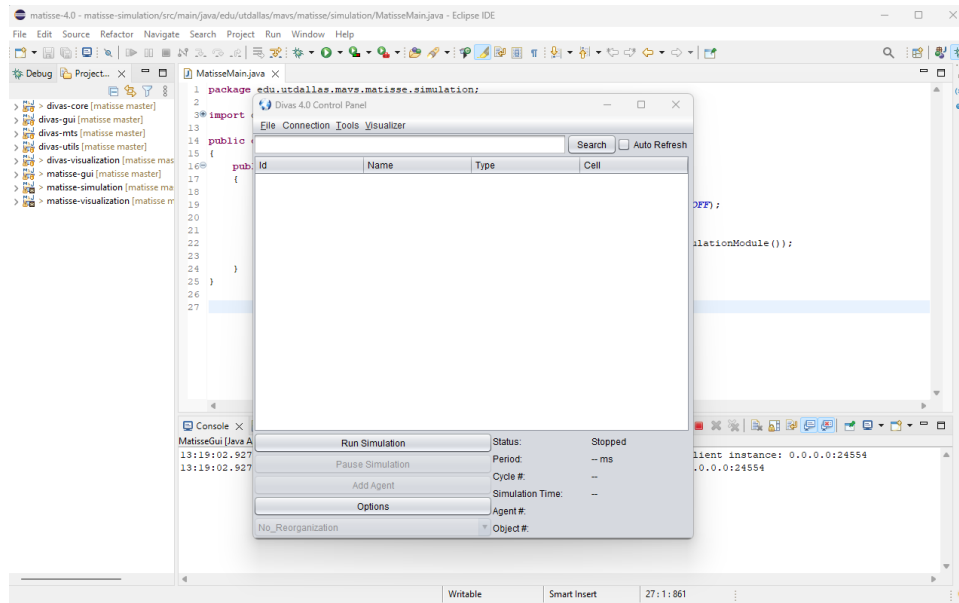 matisse-4.0 - matisse-simulation/src/main/java/edu/utdallas/mavs/matisse/simulation/MatisseMain.java - Eclipse IDE
File Edit Source Refactor Navigate Search Project Run Window Help
Debug Project...
MatisseMain.java
1 package edu.utdallas.mavs.matisse.simulation;
2
3 import
13
14 public
15 {
16 pub
17 {
18
19 OFF);
20
21
22 ulationModule());
23
24 }
25 }
26
27
> divas-core [matisse master]
divas-gui [matisse master]
divas-mts [matisse master]
divas-utils [matisse master]
> divas-visualization [matisse mas
> matisse-gui [matisse master]
> matisse-simulation [matisse ma
> matisse-visualization [matisse m
Divas 4.0 Control Panel
File Connection Tools Visualizer
Search Auto Refresh
Id Name Type Cell
Run Simulation
Pause Simulation
Add Agent
Options
No_Reorganization
Status: Stopped
Period: -- ms
Cycle #: --
Simulation Time: --
Agent #:
Object #:
Console
MatisseGui [Java A
13:19:02.927 lient instance: 0.0.0.0:24554
13:19:02.927 .0.0.0:24554
Writable Smart Insert 27 : 1 : 861